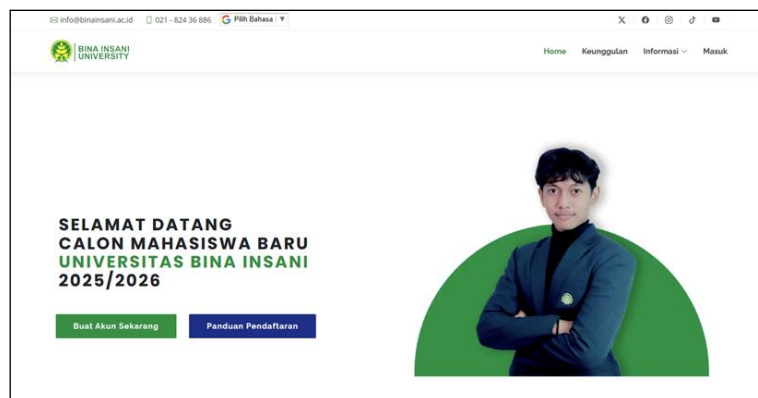 info@binainsani.ac.id 021 - 824 36 886 G Pilih Bahasa ▼
BINA INSANI
UNIVERSITY
Home Keunggulan Informasi Masuk
SELAMAT DATANG
CALON MAHASISWA BARU
UNIVERSITAS BINA INSANI
2025/2026
Buat Akun Sekarang Panduan Pendaftaran